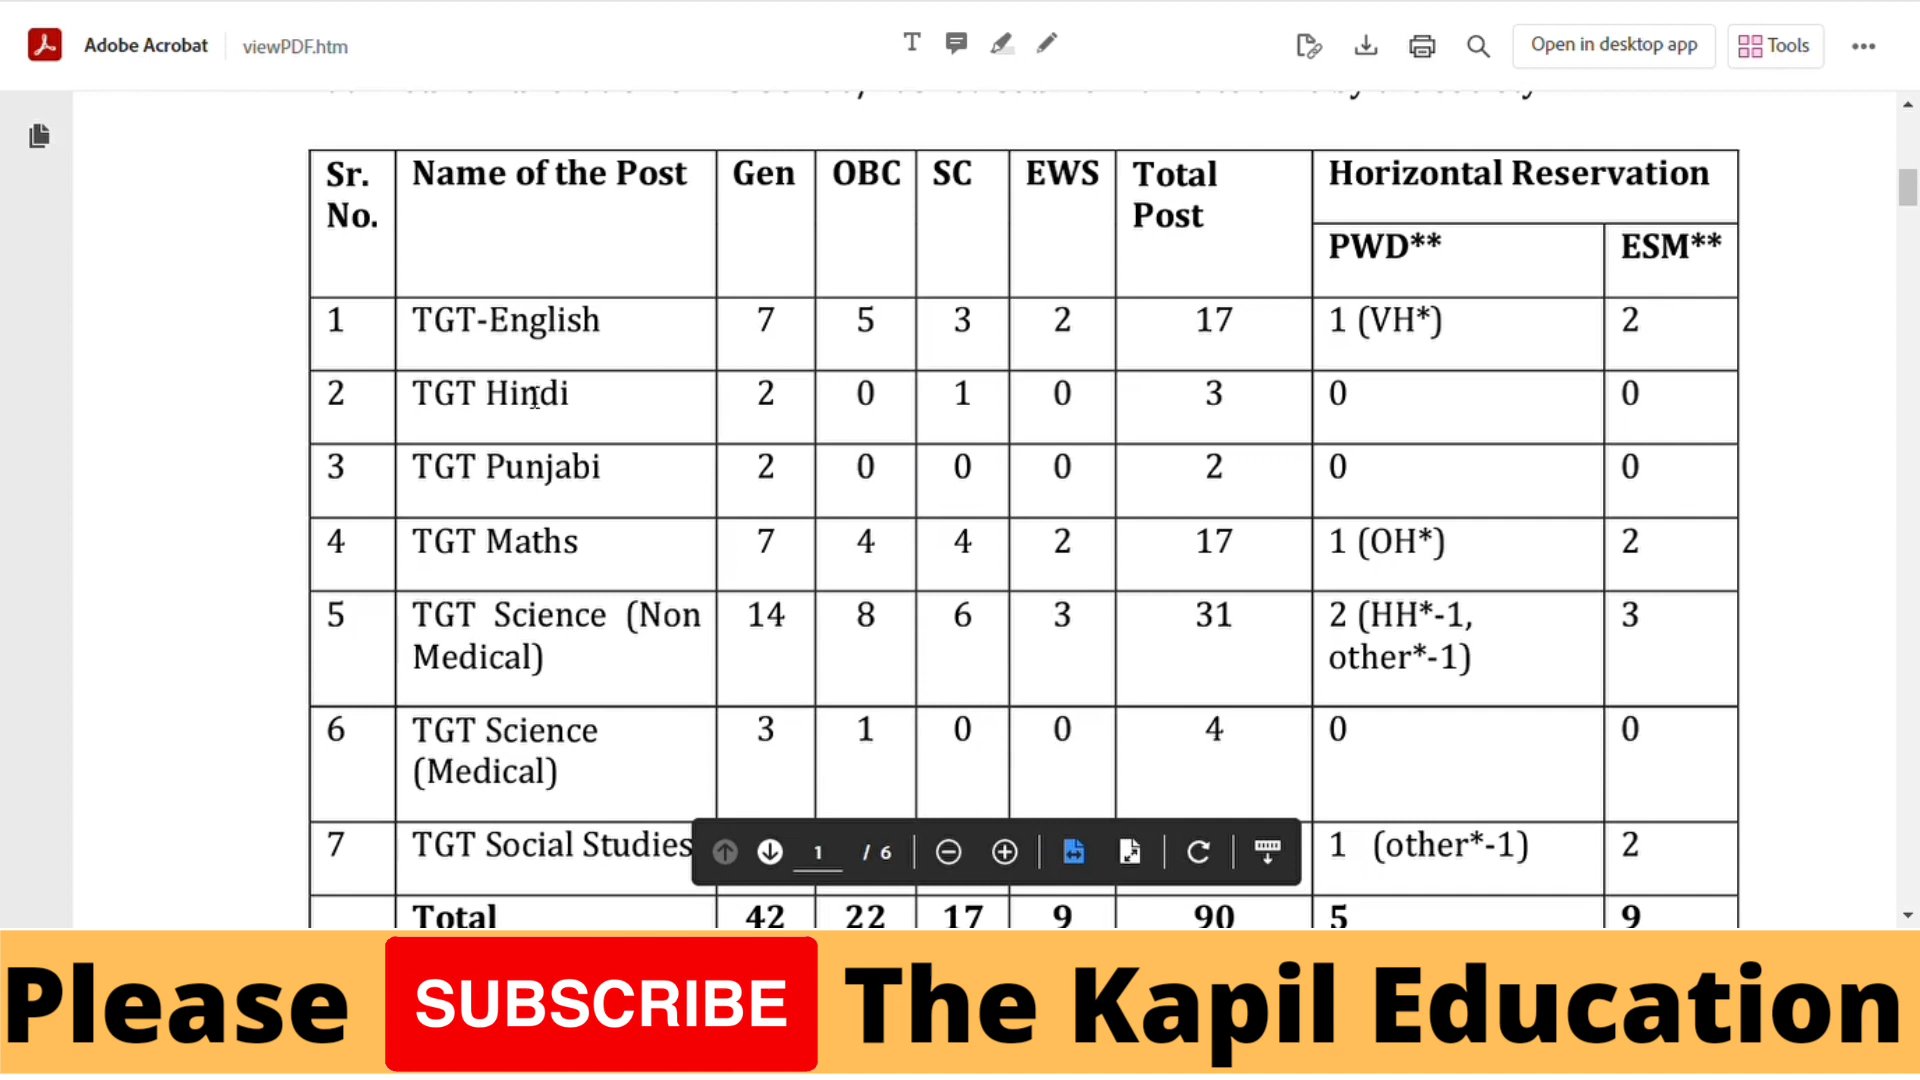 Adobe Acrobat viewPDF.htm Open in desktop app Tools
Sr. No. Name of the Post Gen OBC SC EWS Total Post Horizontal Reservation
PWD** ESM**
1 TGT-English 7 5 3 2 17 1 (VH*) 2
2 TGT Hindi 2 0 1 0 3 0 0
3 TGT Punjabi 2 0 0 0 2 0 0
4 TGT Maths 7 4 4 2 17 1 (OH*) 2
5 TGT Science (Non Medical) 14 8 6 3 31 2 (HH*-1, other*-1) 3
6 TGT Science (Medical) 3 1 0 0 4 0 0
7 TGT Social Studies 1 (other*-1) 2
1 / 6
Total 42 22 17 9 90 5 9
Please SUBSCRIBE The Kapil Education